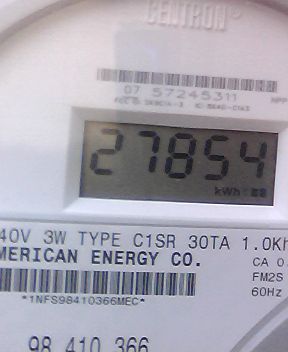 CENTRON®
07 57245311
27854
kWh
40V 3W TYPE C1SR 30TA 1.0Kh
MERICAN ENERGY CO.
CA 0.
FM2S
60Hz
*1NFS98410366MEC*
98 410 366